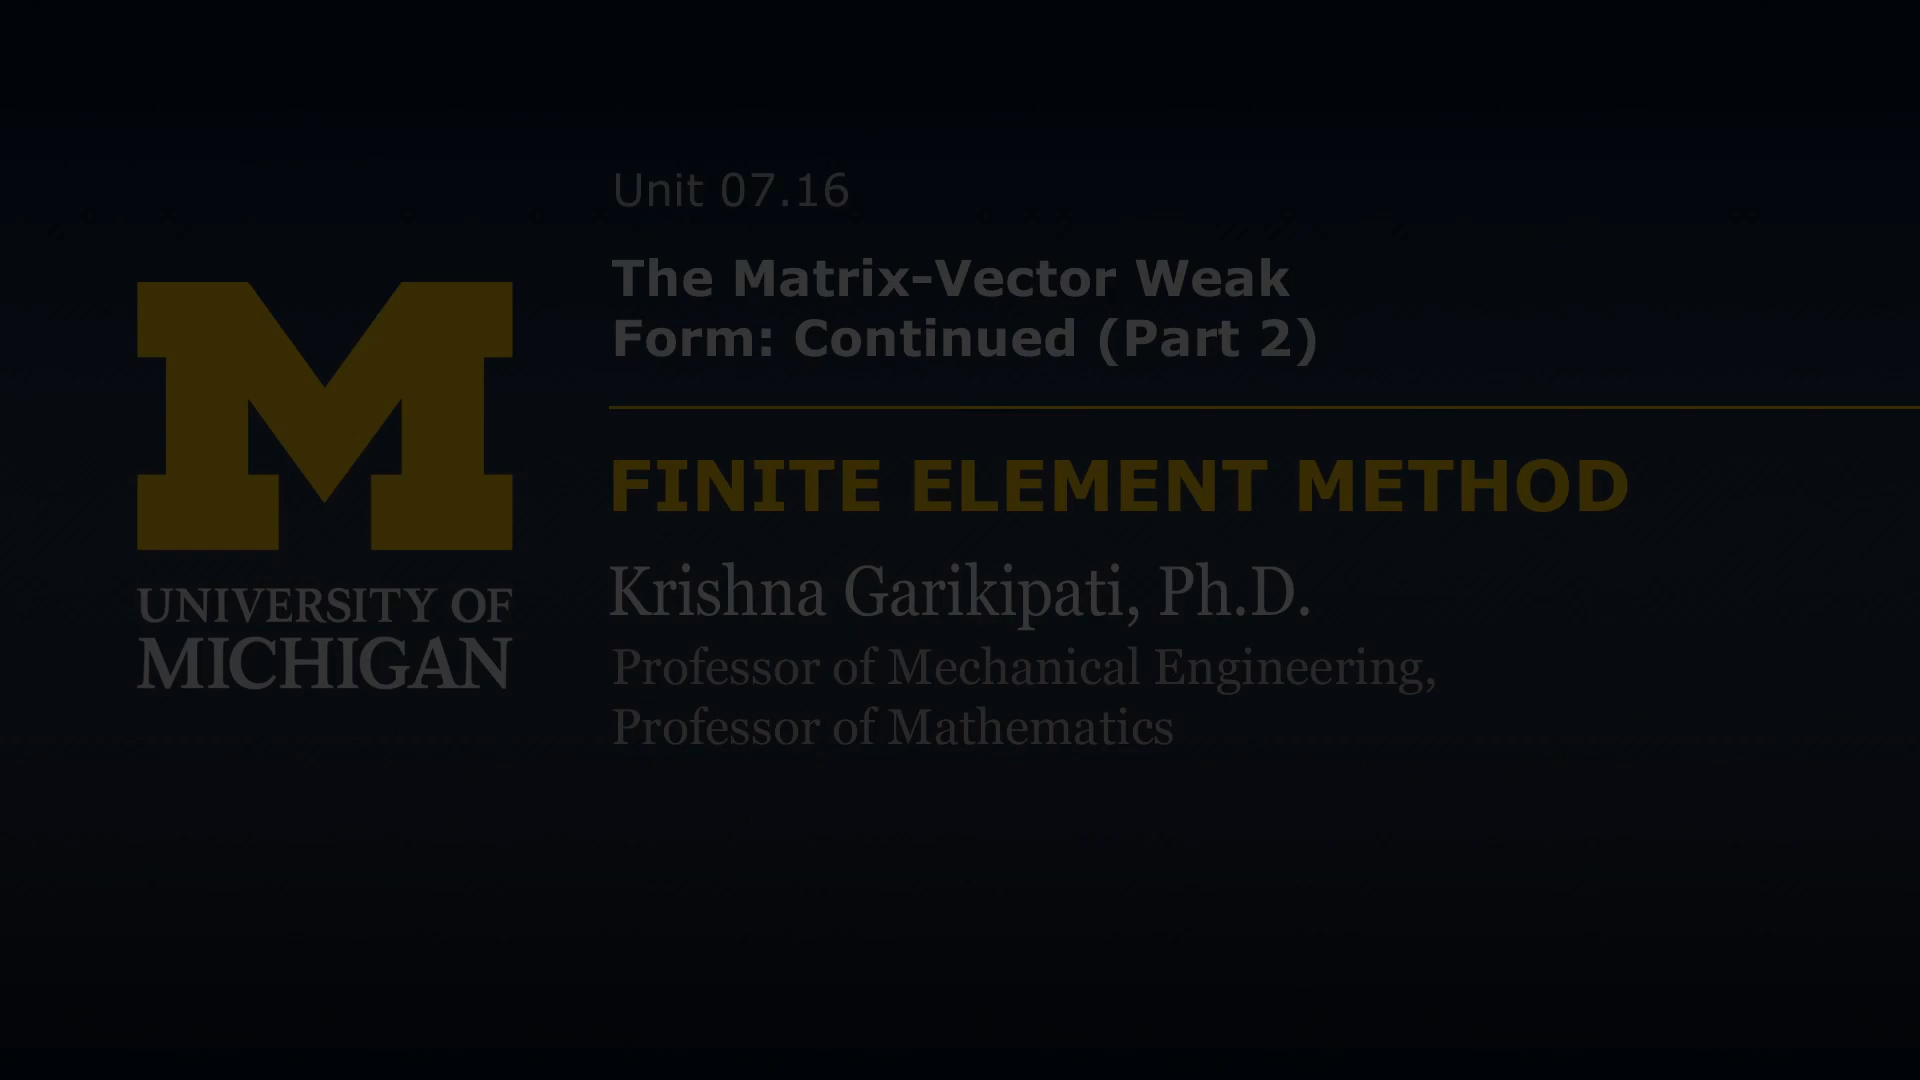 Unit 07.16
The Matrix-Vector Weak
Form: Continued (Part 2)
FINITE ELEMENT METHOD
Krishna Garikipati, Ph.D.
Professor of Mechanical Engineering,
Professor of Mathematics
M
UNIVERSITY OF
MICHIGAN